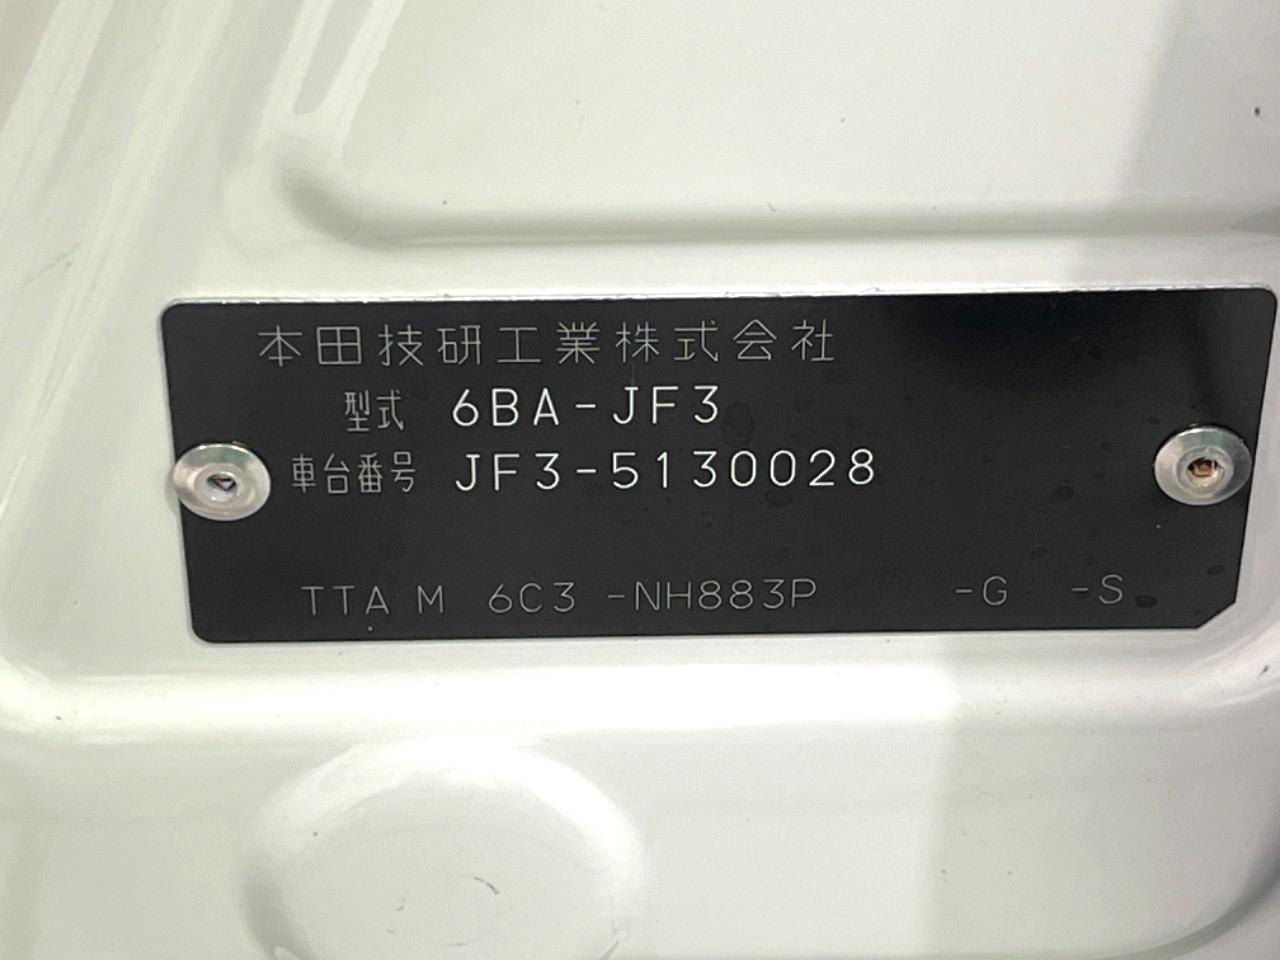 本田技研工業株式会社
型式 6BA-JF3
車台番号 JF3-5130028
TTA M 6C3 -NH883P -G -S